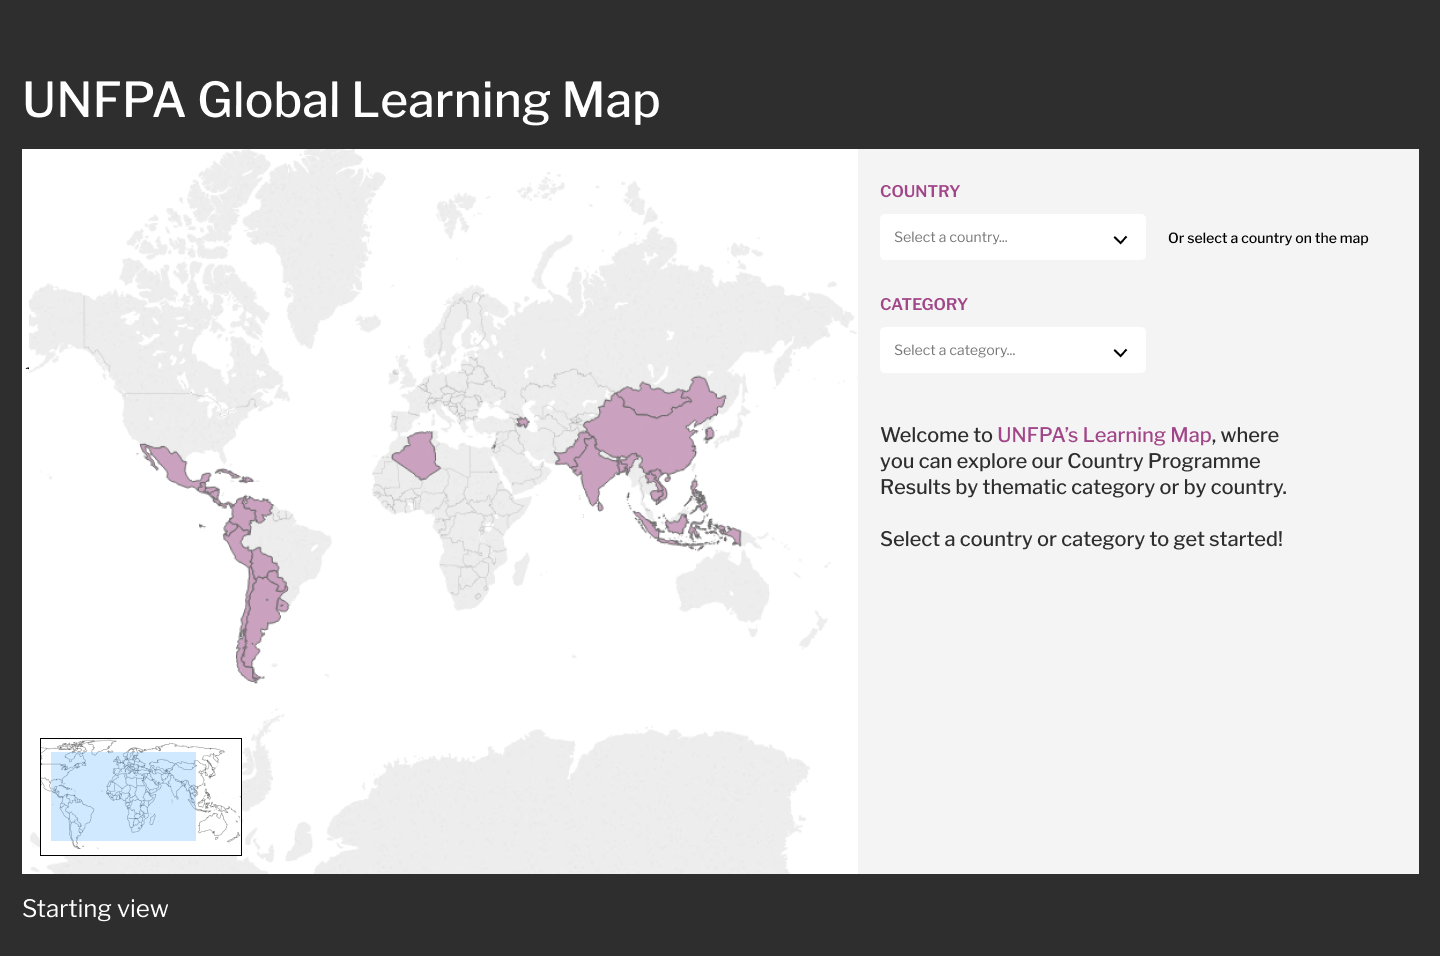 UNFPA Global Learning Map
COUNTRY
Select a country...
Or select a country on the map
CATEGORY
Select a category...
Welcome to UNFPA’s Learning Map, where
you can explore our Country Programme
Results by thematic category or by country.
Select a country or category to get started!
Starting view